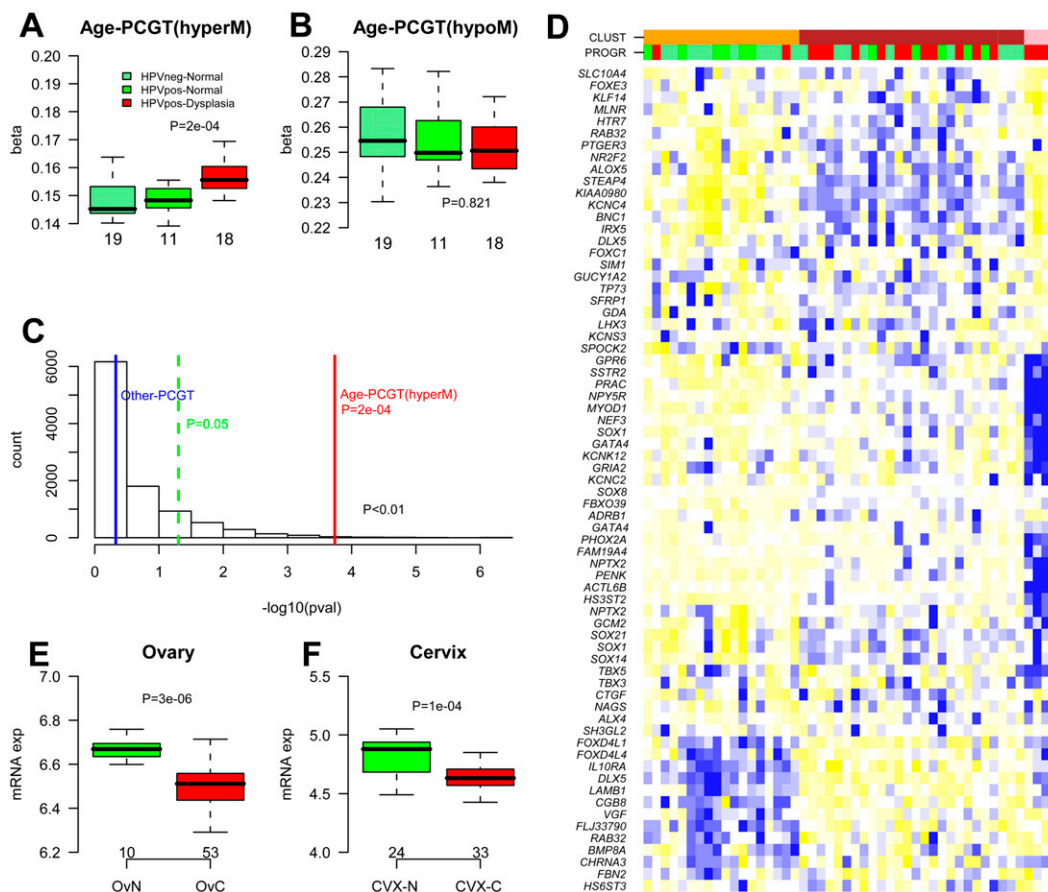 A
Age-PCGT(hyperM)
beta
0.20
0.19
0.18
0.17
0.16
0.15
0.14
HPVneg-Normal
HPVpos-Normal
HPVpos-Dysplasia
P=2e-04
19
11
18
B
Age-PCGT(hypoM)
beta
0.29
0.28
0.27
0.26
0.25
0.24
0.23
0.22
P=0.821
19
11
18
C
count
6000
4000
2000
0
Other-PCGT
P=0.05
Age-PCGT(hyperM)
P=2e-04
P<0.01
0
1
2
3
4
5
6
-log10(pval)
D
CLUST
PROGR
SLC10A4
FOXE3
KLF14
MLNR
HTR7
RAB32
PTGER3
NR2F2
ALOX5
STEAP4
KIAA0980
KCNC4
BNC1
IRX5
DLX5
FOXC1
SIM1
GUCY1A2
TP73
SFRP1
GDA
LHX3
KCNS3
SPOCK2
GPR6
SSTR2
PRAC
NPY5R
MYOD1
NEF3
SOX1
GATA4
KCNK12
GRIA2
KCNC2
SOX8
FBXO39
ADRB1
GATA4
PHOX2A
FAM19A4
NPTX2
PENK
ACTL6B
HS3ST2
NPTX2
GCM2
SOX21
SOX1
SOX14
TBX5
TBX3
CTGF
NAGS
ALX4
SH3GL2
FOXD4L1
FOXD4L4
IL10RA
DLX5
LAMB1
CGB8
VGF
FLJ33790
RAB32
BMP8A
CHRNA3
FBN2
HS6ST3
E
Ovary
mRNA exp
7.0
6.8
6.6
6.4
6.2
P=3e-06
10
53
OvN
OvC
F
Cervix
mRNA exp
5.5
5.0
4.5
4.0
P=1e-04
24
33
CVX-N
CVX-C